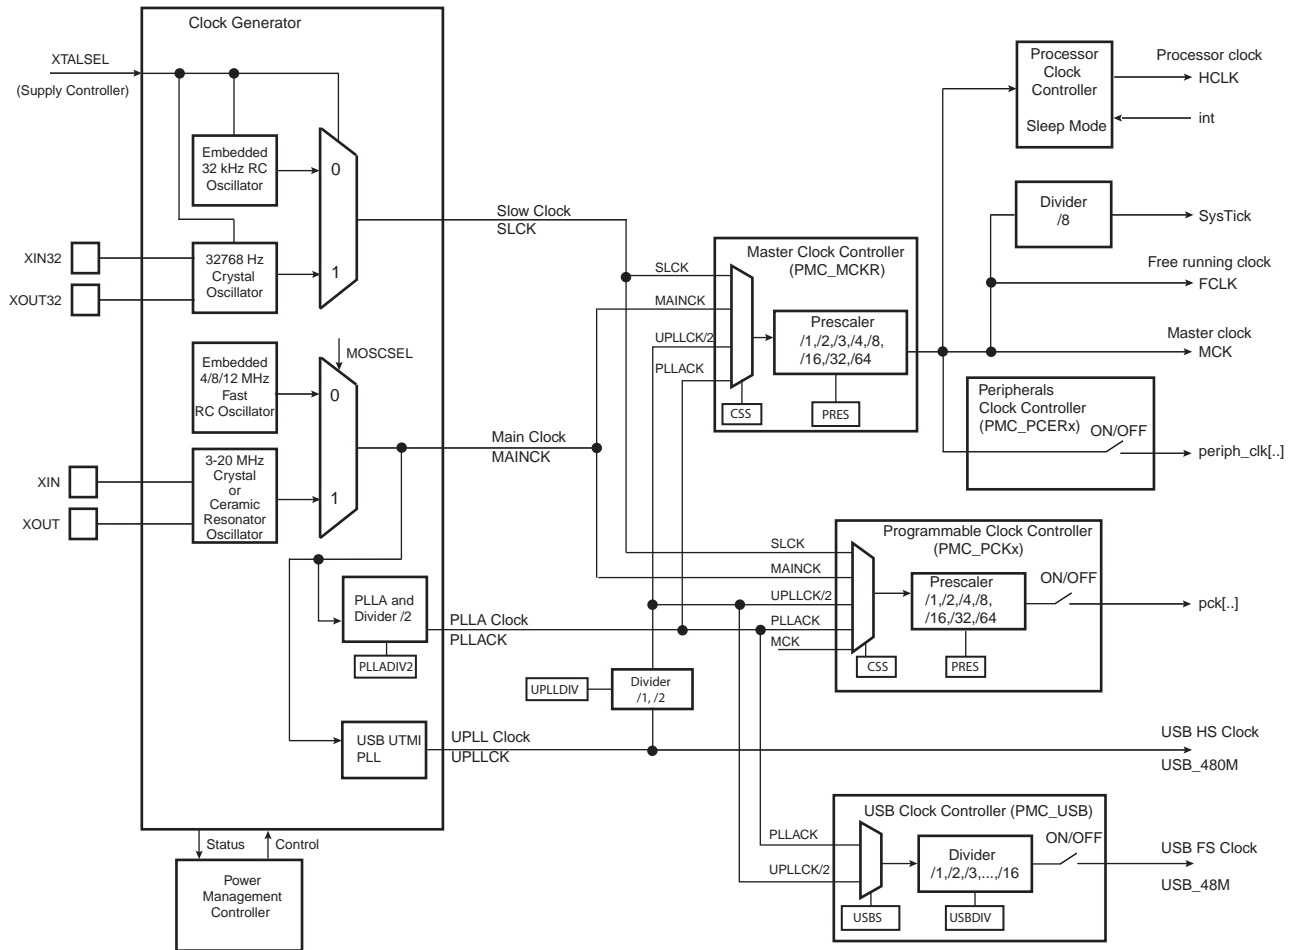 Clock Generator
XTALSEL
(Supply Controller)
Embedded
32 kHz RC
Oscillator
0
XIN32
XOUT32
32768 Hz
Crystal
Oscillator
1
Slow Clock
SLCK
Embedded
4/8/12 MHz
Fast
RC Oscillator
MOSCSEL
0
XIN
XOUT
3-20 MHz
Crystal
or
Ceramic
Resonator
Oscillator
1
Main Clock
MAINCK
PLLA and
Divider /2
PLLADIV2
PLLA Clock
PLLACK
USB UTMI
PLL
UPLL Clock
UPLLCK
UPLLDIV
Divider
/1, /2
Status
Control
Power
Management
Controller
Master Clock Controller
(PMC_MCKR)
SLCK
MAINCK
UPLLCK/2
PLLACK
Prescaler
/1,/2,/3,/4,/8,
/16,/32,/64
CSS
PRES
Processor
Clock
Controller
Sleep Mode
Processor clock
HCLK
int
Divider
/8
SysTick
Free running clock
FCLK
Master clock
MCK
Peripherals
Clock Controller
(PMC_PCERx)
ON/OFF
periph_clk[..]
Programmable Clock Controller
(PMC_PCKx)
SLCK
MAINCK
UPLLCK/2
PLLACK
MCK
Prescaler
/1,/2,/4,/8,
/16,/32,/64
CSS
PRES
ON/OFF
pck[..]
USB HS Clock
USB_480M
USB Clock Controller (PMC_USB)
PLLACK
UPLLCK/2
Divider
/1,/2,/3,...,/16
USBS
USBDIV
ON/OFF
USB FS Clock
USB_48M